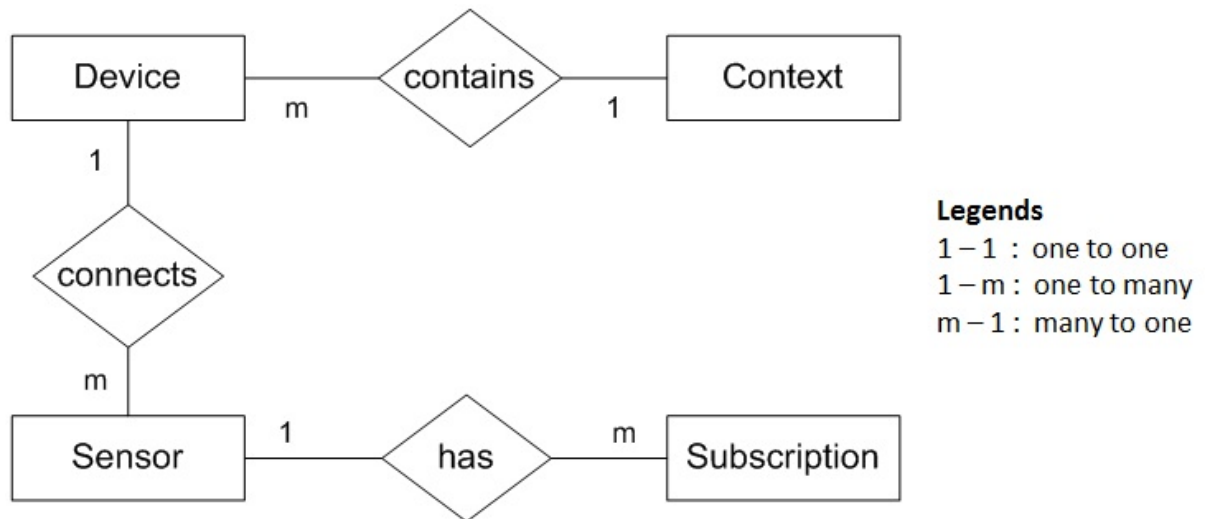 Device
contains
Context
m
1
1
connects
m
Sensor
1
has
m
Subscription
Legends
1 – 1 : one to one
1 – m : one to many
m – 1 : many to one